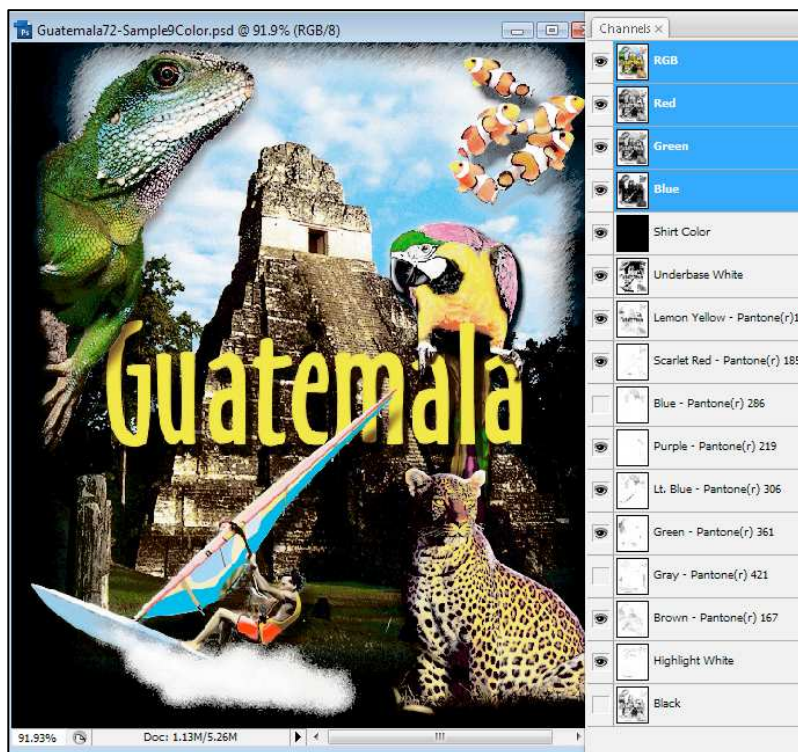 Guatemala72-Sample9Color.psd @ 91.9% (RGB/8)
Channels ×
RGB
Red
Green
Blue
Shirt Color
Underbase White
Lemon Yellow - Pantone(r)1
Scarlet Red - Pantone(r) 185
Blue - Pantone(r) 286
Purple - Pantone(r) 219
Lt. Blue - Pantone(r) 306
Green - Pantone(r) 361
Gray - Pantone(r) 421
Brown - Pantone(r) 167
Highlight White
Black
Guatemala
91.93%
Doc: 1.13M/5.26M